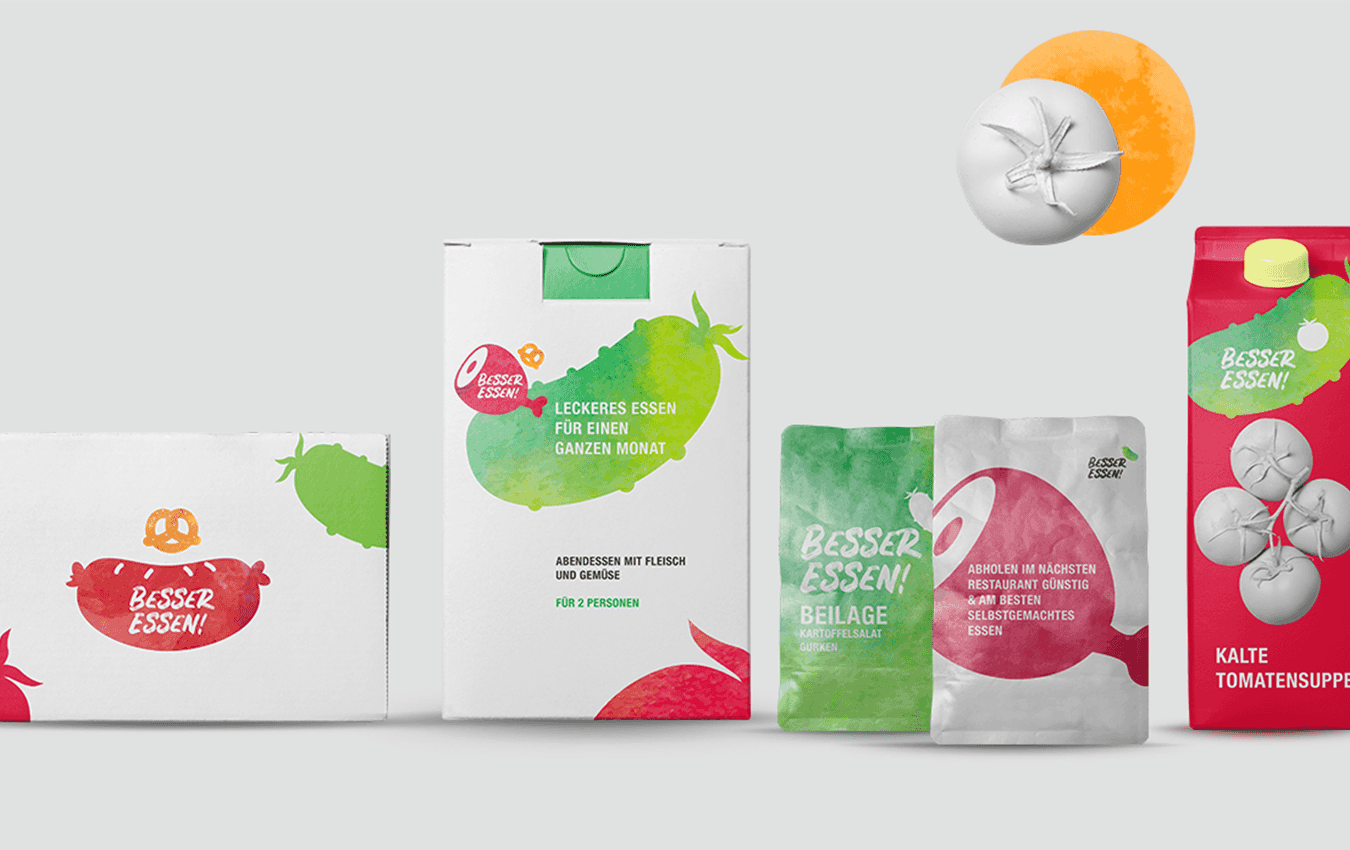 BESSER
ESSEN!
BESSER
ESSEN!
LECKERES ESSEN
FÜR EINEN
GANZEN MONAT
ABENDESSEN MIT FLEISCH
UND GEMÜSE
FÜR 2 PERSONEN
BESSER
ESSEN!
BEILAGE
KARTOFFELSALAT
GURKEN
BESSER
ESSEN!
ABHOLEN IM NÄCHSTEN
RESTAURANT GÜNSTIG
& AM BESTEN
SELBSTGEMACHTES
ESSEN
BESSER
ESSEN!
KALTE
TOMATENSUPPE